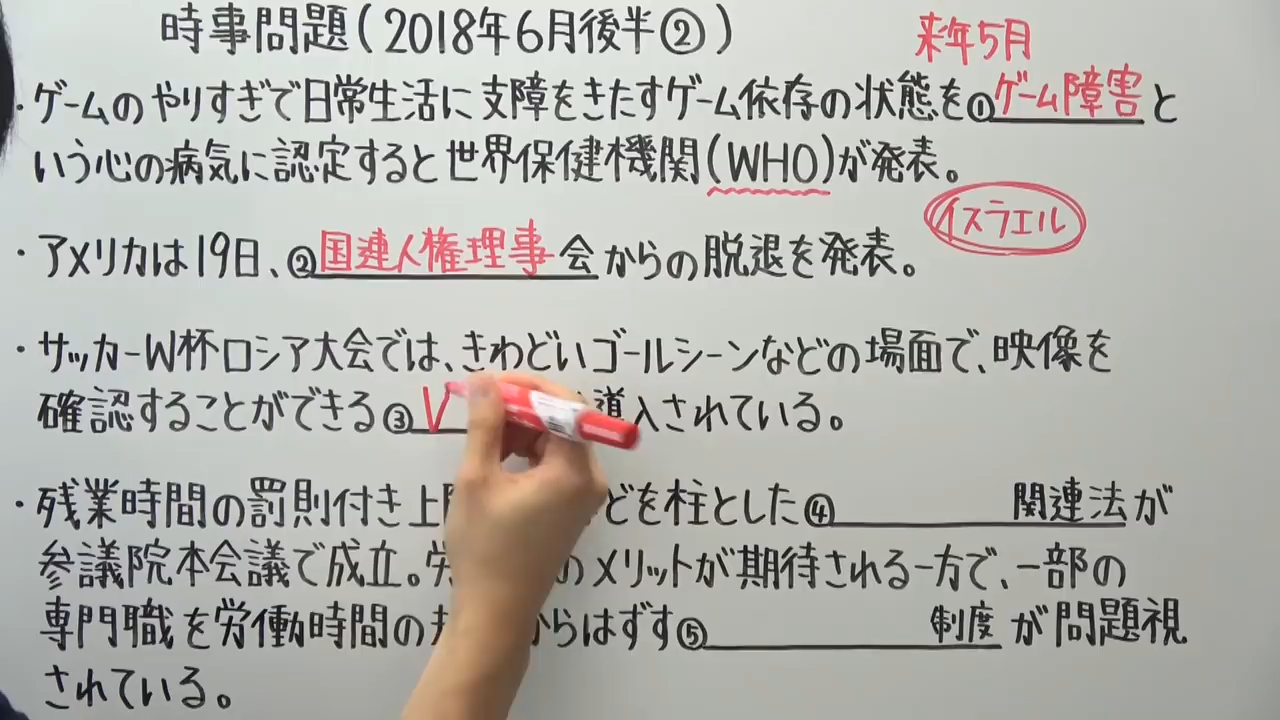 時事問題(2018年6月後半②)
来年5月
・ゲームのやりすぎで日常生活に支障をきたすゲーム依存の状態を①ゲーム障害と
いう心の病気に認定すると世界保健機関(WHO)が発表。
イスラエル
・アメリカは19日、②国連人権理事会からの脱退を発表。
・サッカーW杯ロシア大会では、きわどいゴールシーンなどの場面で、映像を
確認することができる③V 導入されている。
・残業時間の罰則付き上 どを柱とした④ 関連法が
参議院本会議で成立。労 のメリットが期待される一方で、一部の
専門職を労働時間の からはずす⑤ 制度が問題視
されている。